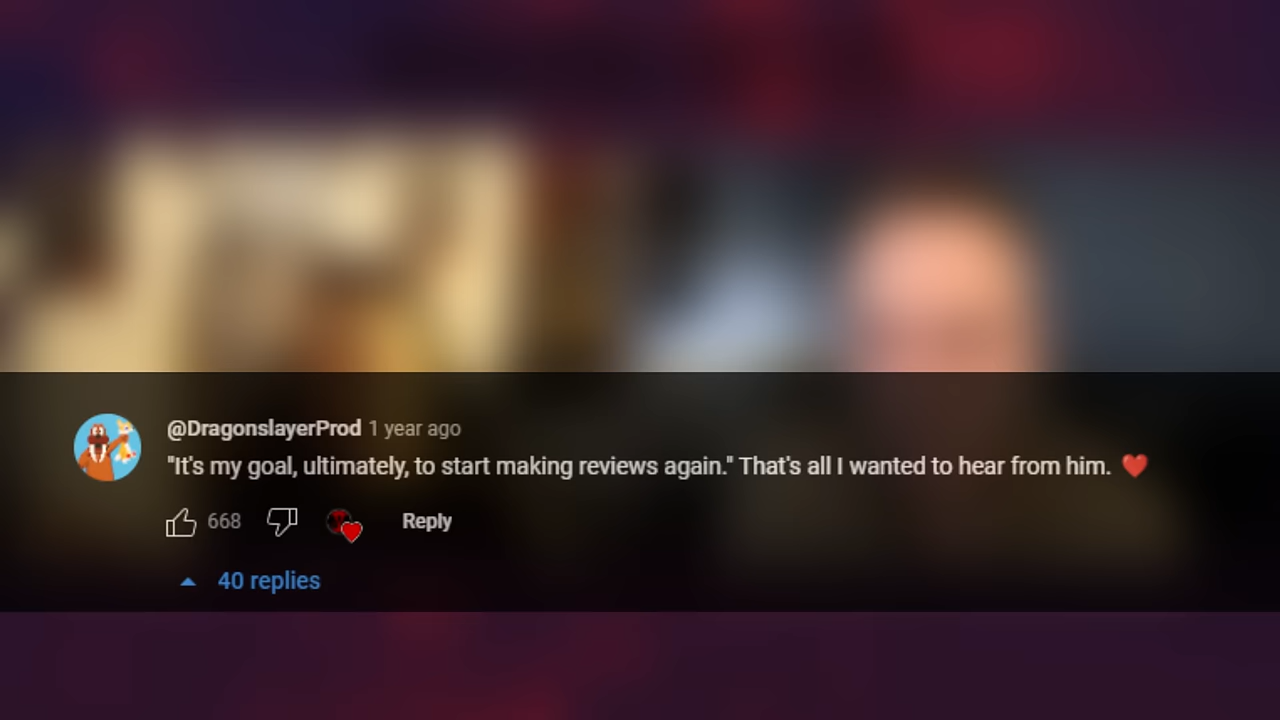 @DragonslayerProd 1 year ago
"It's my goal, ultimately, to start making reviews again." That's all I wanted to hear from him. ❤️
668 Reply
40 replies